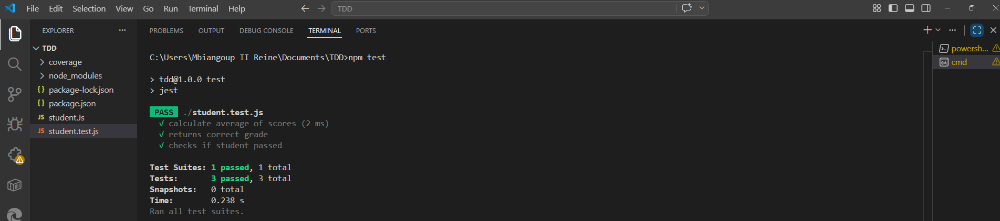 File Edit Selection View Go Run Terminal Help
TDD
EXPLORER
TDD
coverage
node_modules
{} package-lock.json
{} package.json
JS student.Js
JS student.test.js
PROBLEMS OUTPUT DEBUG CONSOLE TERMINAL PORTS
C:\Users\Mbiangoup II Reine\Documents\TDD>npm test
> tdd@1.0.0 test
> jest
PASS ./student.test.js
√ calculate average of scores (2 ms)
√ returns correct grade
√ checks if student passed
Test Suites: 1 passed, 1 total
Tests: 3 passed, 3 total
Snapshots: 0 total
Time: 0.238 s
Ran all test suites.
powersh...
cmd